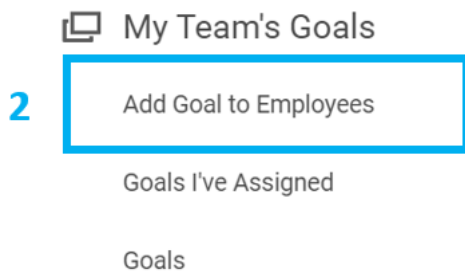 My Team's Goals
2
Add Goal to Employees
Goals I've Assigned
Goals